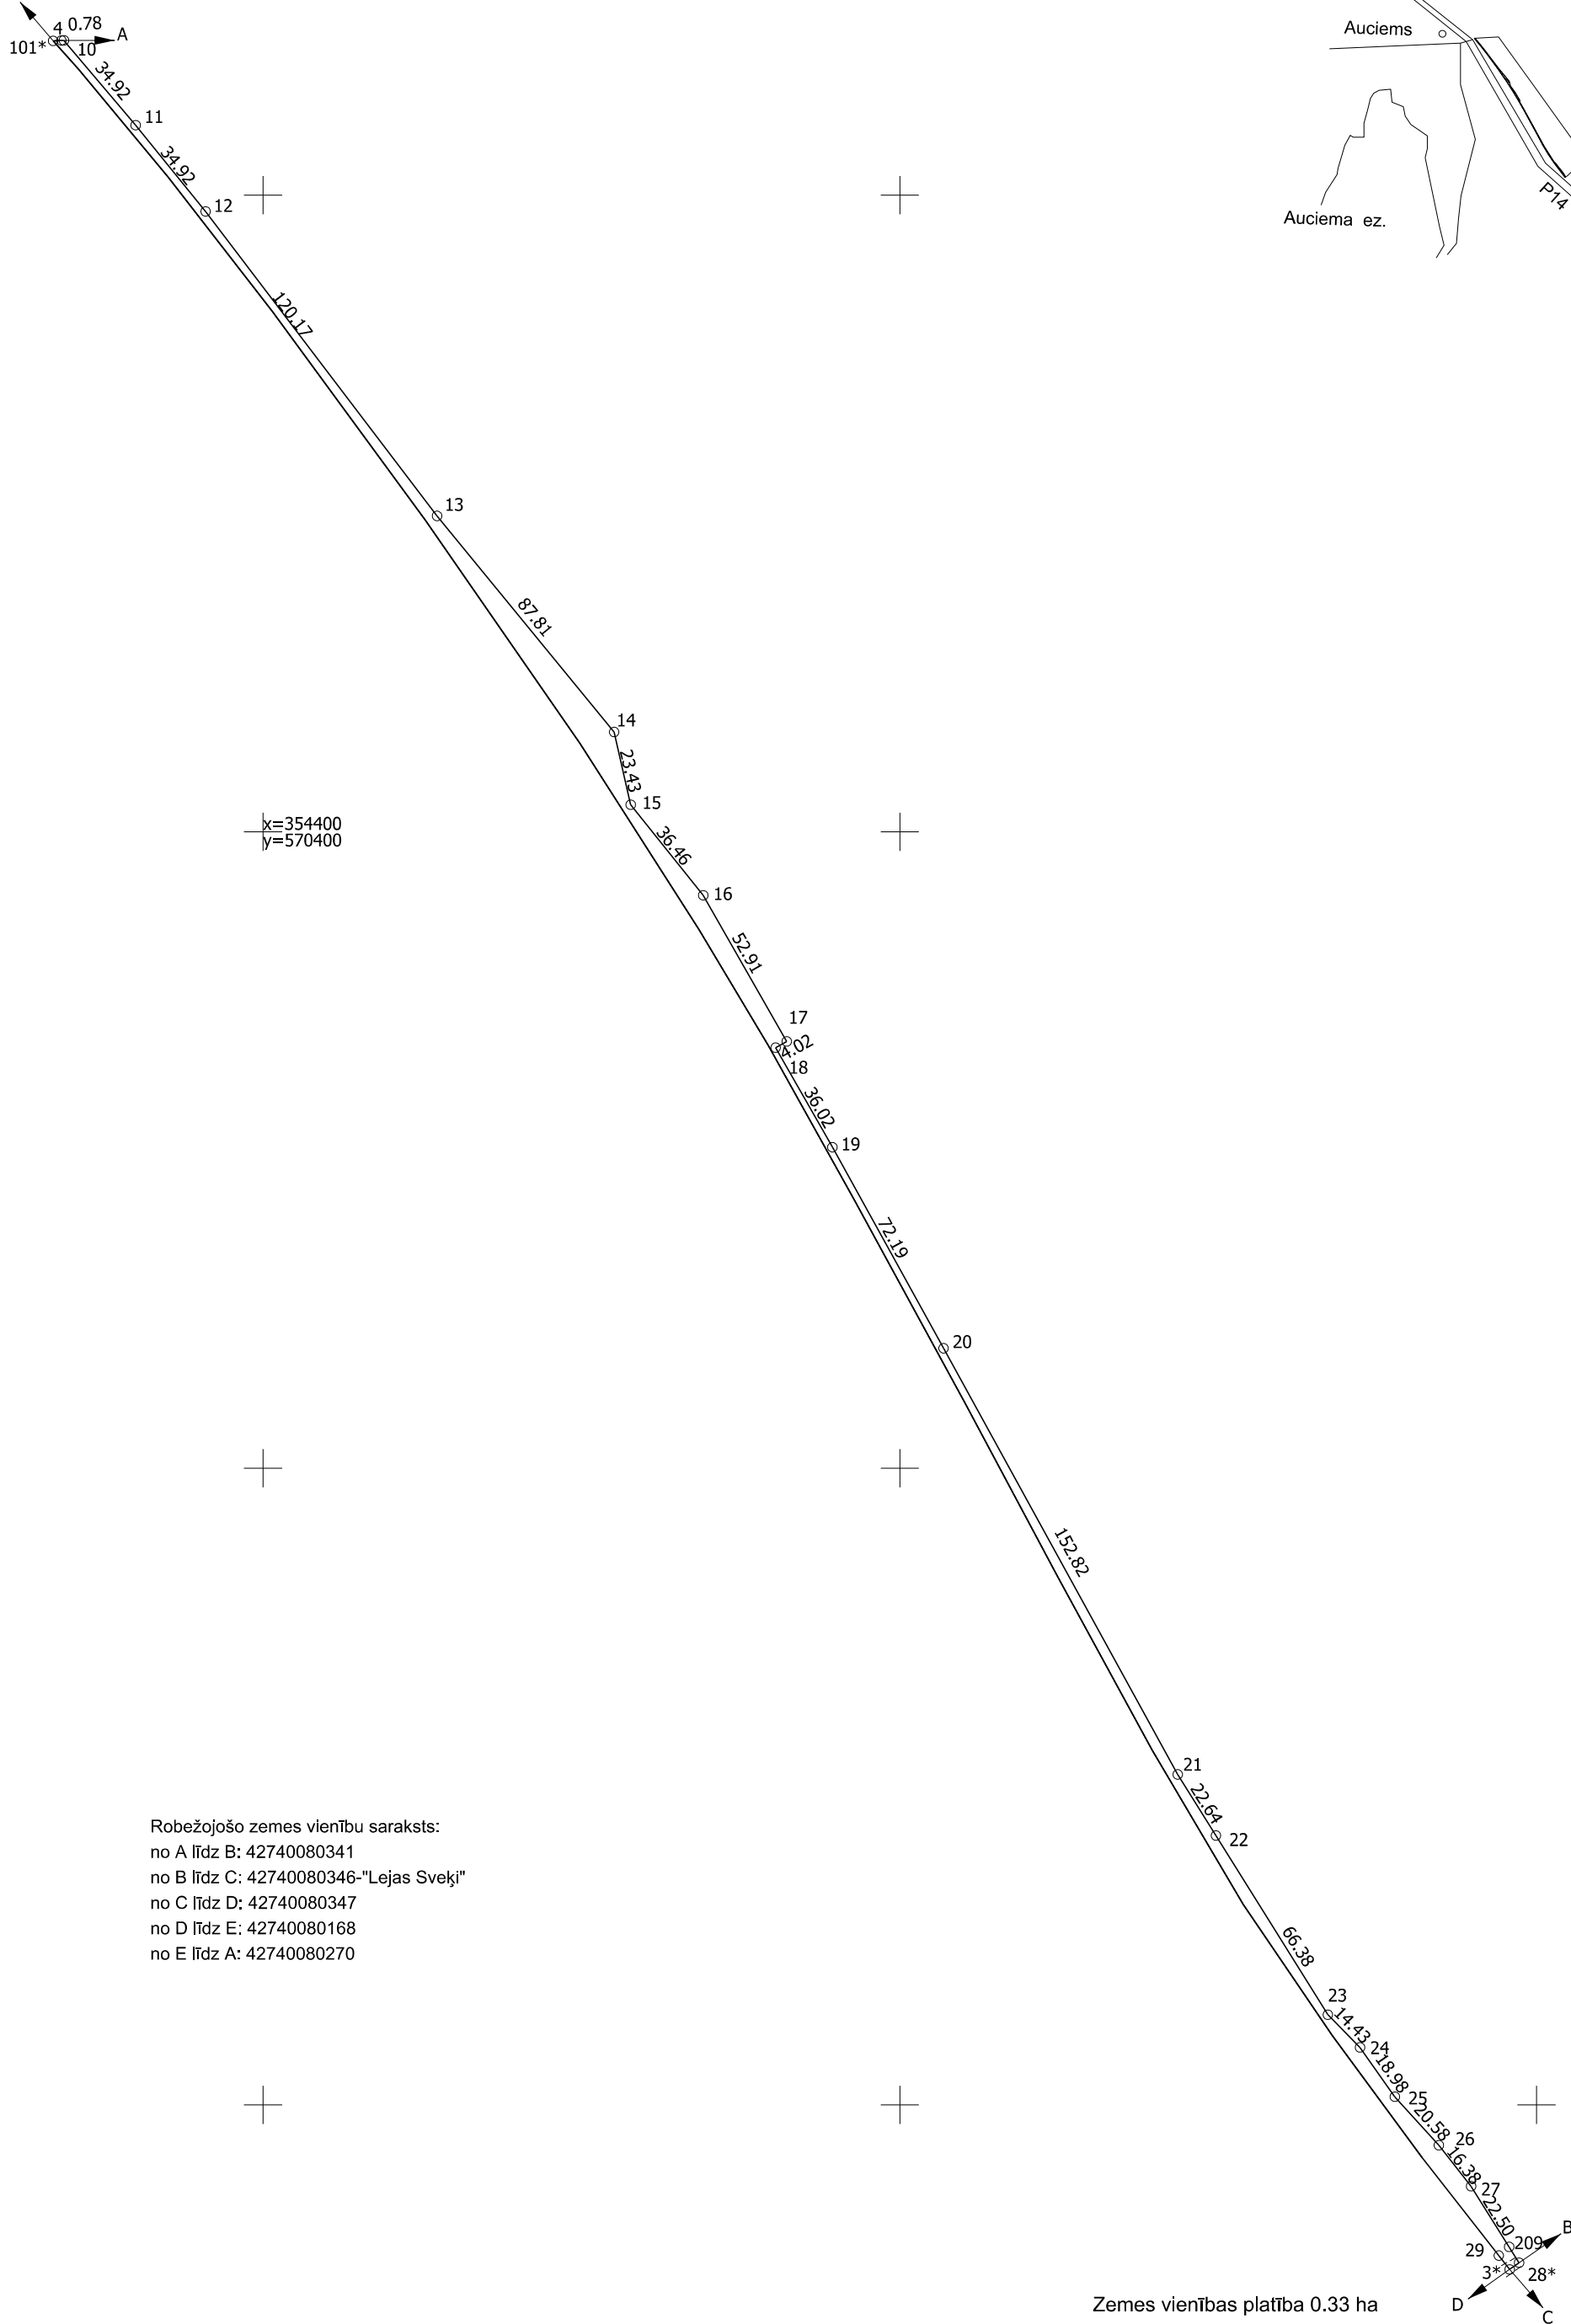 4 0.78
A
101*
10
Auciems
34.92
11
34.92
12
P14
Auciema ez.
120.17
13
87.81
14
23.43
15
x=354400
y=570400
36.46
16
52.91
17
4.02
18
36.02
19
72.19
20
152.82
21
22.64
22
Robežojošo zemes vienību saraksts:
no A līdz B: 42740080341
no B līdz C: 42740080346-"Lejas Sveķi"
no C līdz D: 42740080347
no D līdz E: 42740080168
no E līdz A: 42740080270
66.38
23
14.43
24
18.98
25
20.58
26
16.38
27
22.50
B
209
29
3*
28*
D
C
Zemes vienības platība 0.33 ha